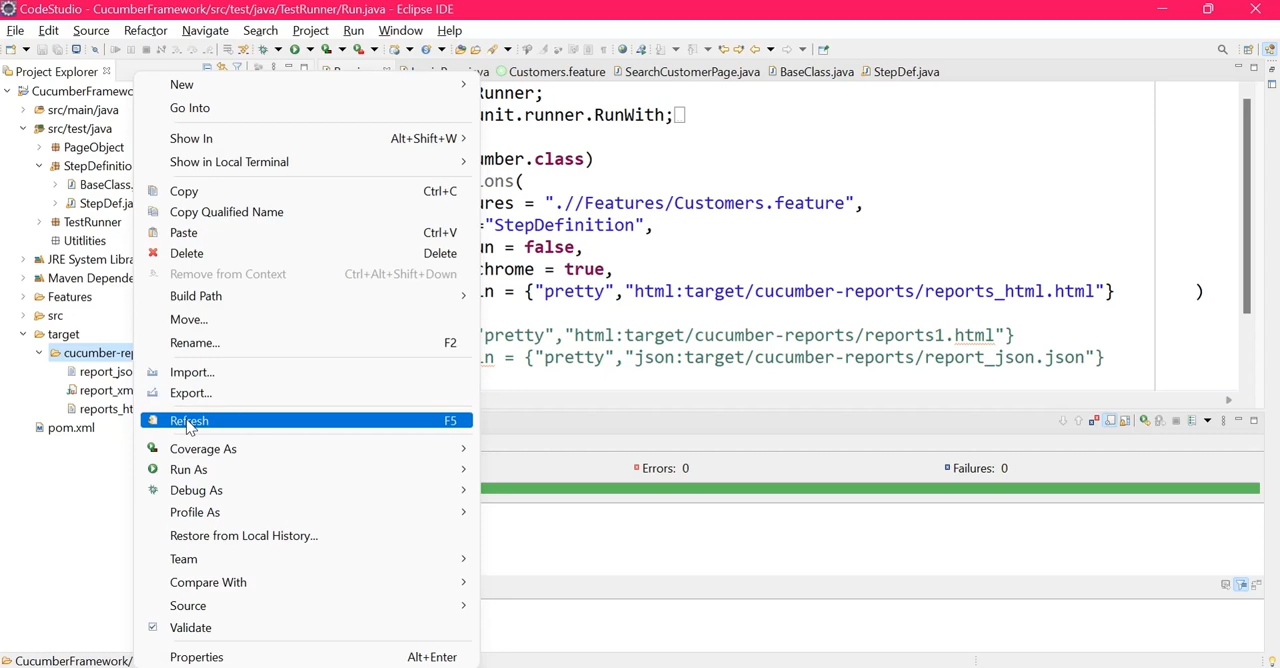 CodeStudio - CucumberFramework/src/test/java/TestRunner/Run.java - Eclipse IDE
File Edit Source Refactor Navigate Search Project Run Window Help
Project Explorer
Customers.feature SearchCustomerPage.java BaseClass.java StepDef.java
CucumberFramewo
src/main/java
src/test/java
PageObject
StepDefinitio
BaseClass.
StepDef.ja
TestRunner
Uitilities
JRE System Libra
Maven Depende
Features
src
target
cucumber-rep
report_jso
report_xm
reports_ht
pom.xml
New
Go Into
Show In Alt+Shift+W
Show in Local Terminal
Copy Ctrl+C
Copy Qualified Name
Paste Ctrl+V
Delete Delete
Remove from Context Ctrl+Alt+Shift+Down
Build Path
Move...
Rename... F2
Import...
Export...
Refresh F5
Coverage As
Run As
Debug As
Profile As
Restore from Local History...
Team
Compare With
Source
Validate
Properties Alt+Enter
Runner;
nit.runner.RunWith;
mber.class)
ons(
res = ".//Features/Customers.feature",
="StepDefinition",
n = false,
hrome = true,
n = {"pretty","html:target/cucumber-reports/reports_html.html"} )
pretty","html:target/cucumber-reports/reports1.html"}
n = {"pretty","json:target/cucumber-reports/report_json.json"}
Errors: 0 Failures: 0
CucumberFramework/